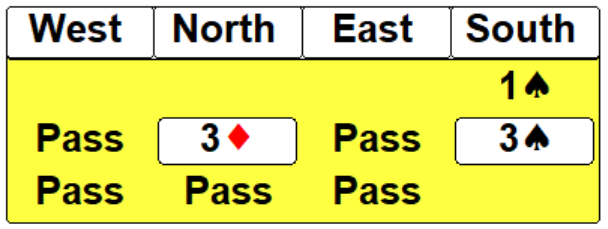 West North East South
1♠
Pass 3♦ Pass 3♠
Pass Pass Pass